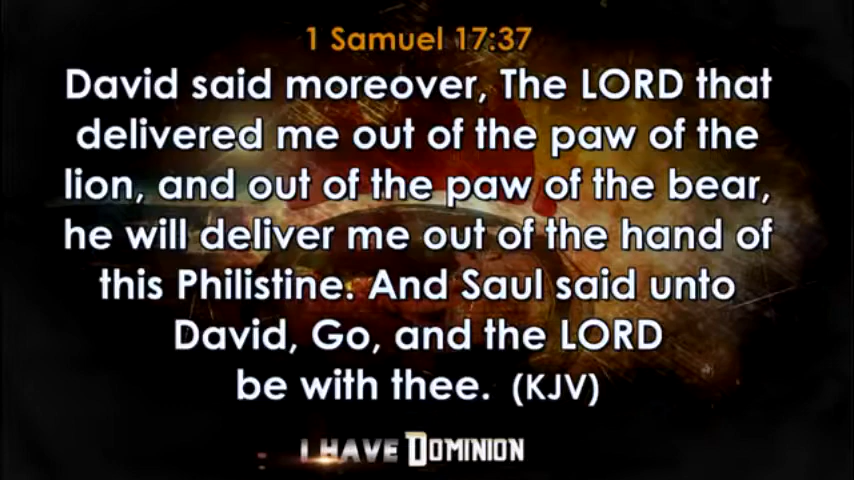 1 Samuel 17:37
David said moreover, The LORD that
delivered me out of the paw of the
lion, and out of the paw of the bear,
he will deliver me out of the hand of
this Philistine. And Saul said unto
David, Go, and the LORD
be with thee. (KJV)
I HAVE DOMINION